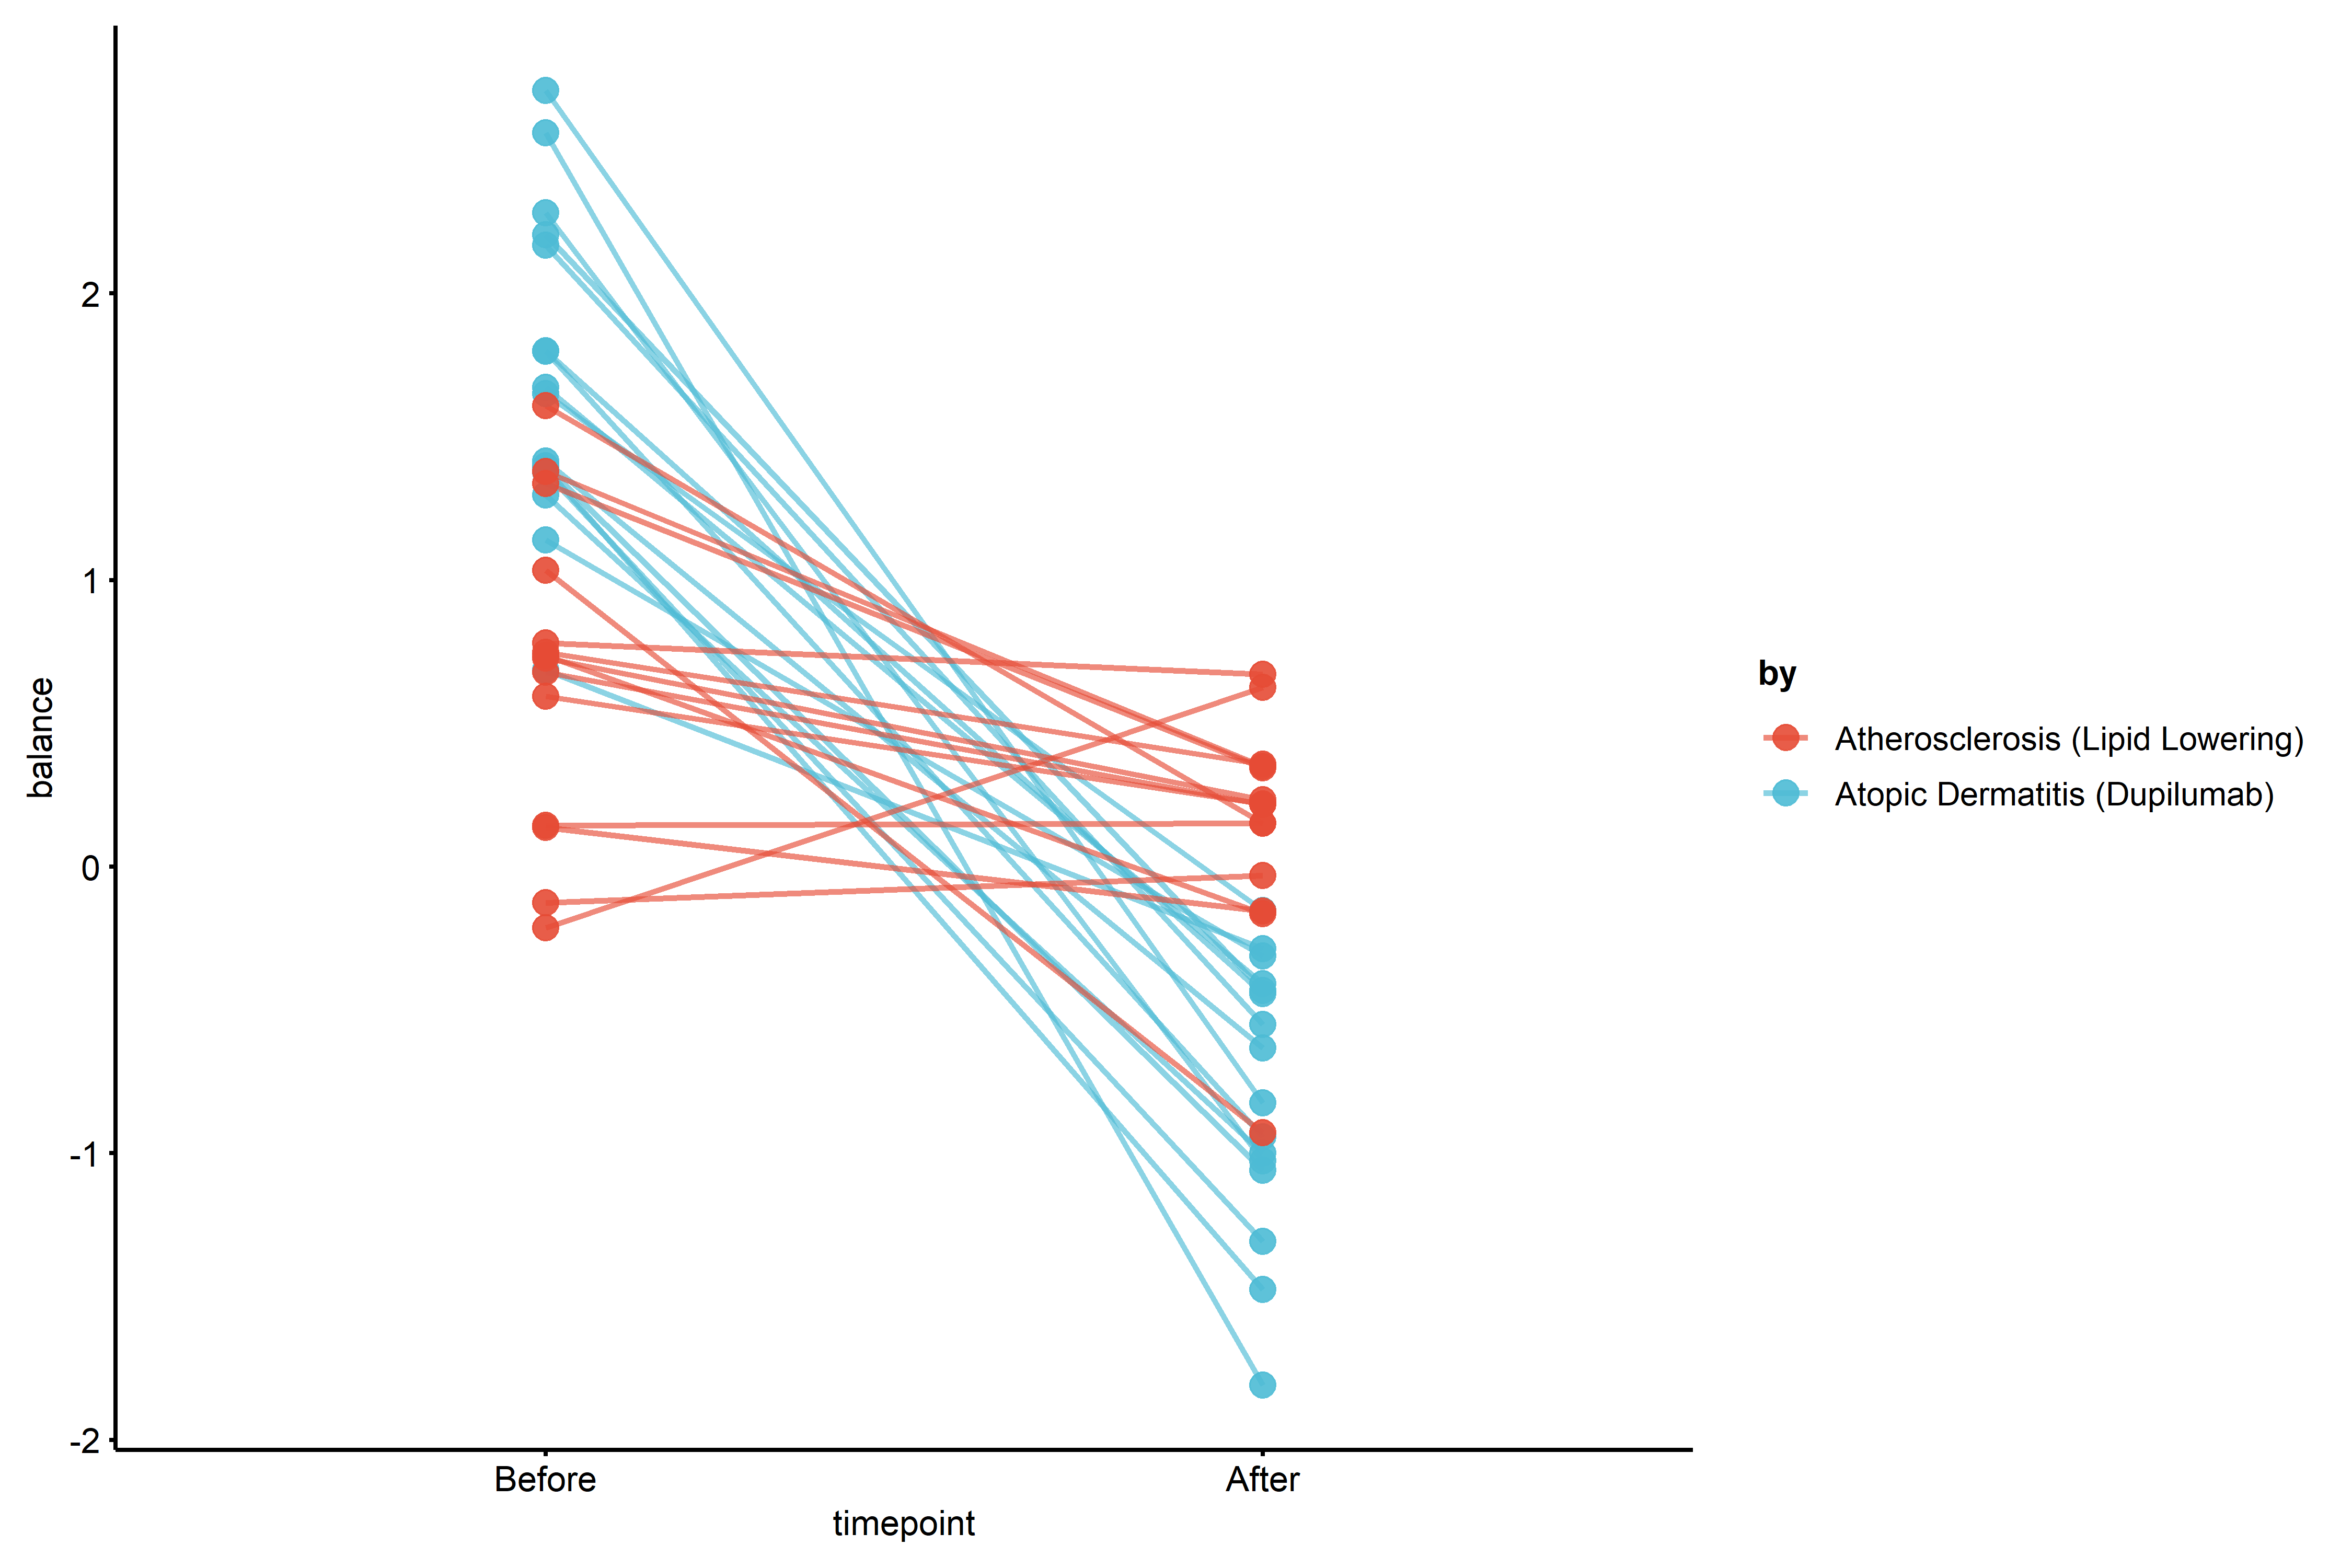 balance
2
1
0
-1
-2
Before
After
timepoint
by
Atherosclerosis (Lipid Lowering)
Atopic Dermatitis (Dupilumab)